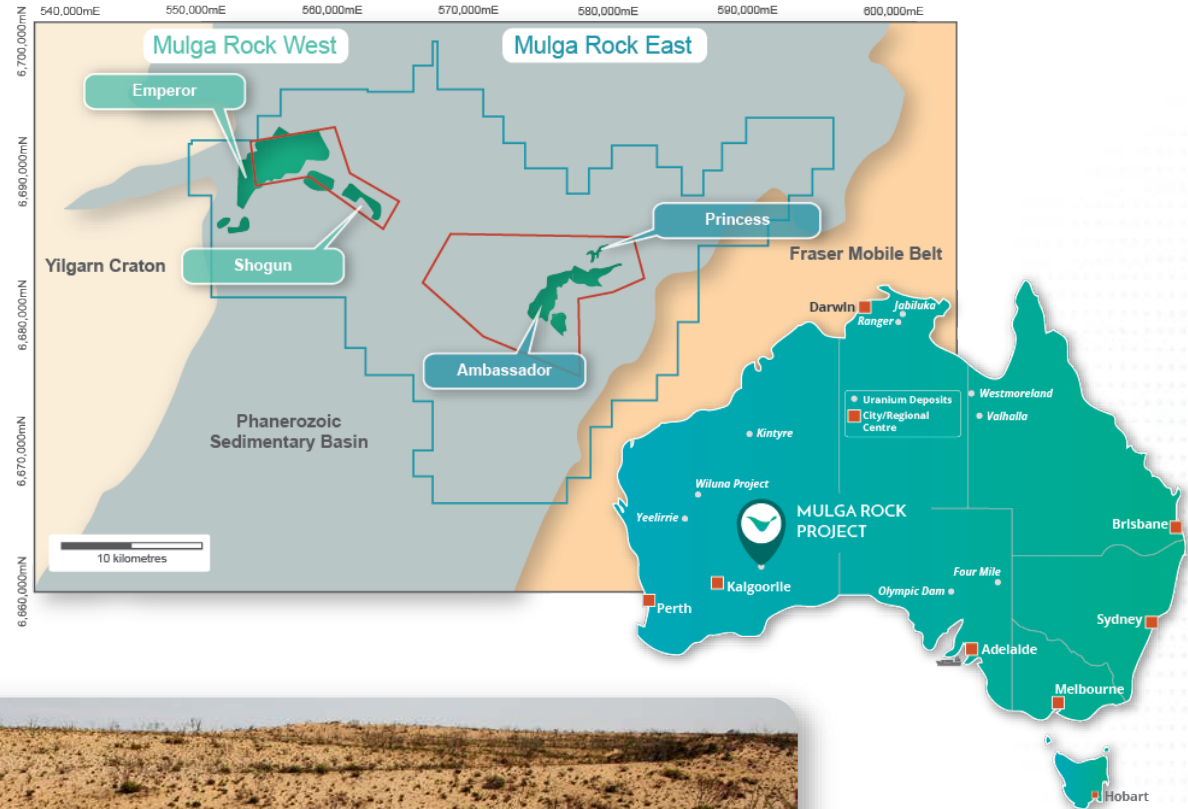 540,000mE
550,000mE
560,000mE
570,000mE
580,000mE
590,000mE
600,000mE
6,700,000mN
6,690,000mN
6,680,000mN
6,670,000mN
6,660,000mN
Mulga Rock West
Mulga Rock East
Emperor
Princess
Yilgarn Craton
Shogun
Fraser Mobile Belt
Ambassador
Phanerozoic
Sedimentary Basin
10 kilometres
Darwin
Jabiluka
Ranger
Uranium Deposits
City/Regional
Centre
Westmoreland
Valhalla
Kintyre
Wiluna Project
Yeelirrie
MULGA ROCK
PROJECT
Brisbane
Kalgoorlie
Four Mile
Olympic Dam
Perth
Sydney
Adelaide
Melbourne
Hobart